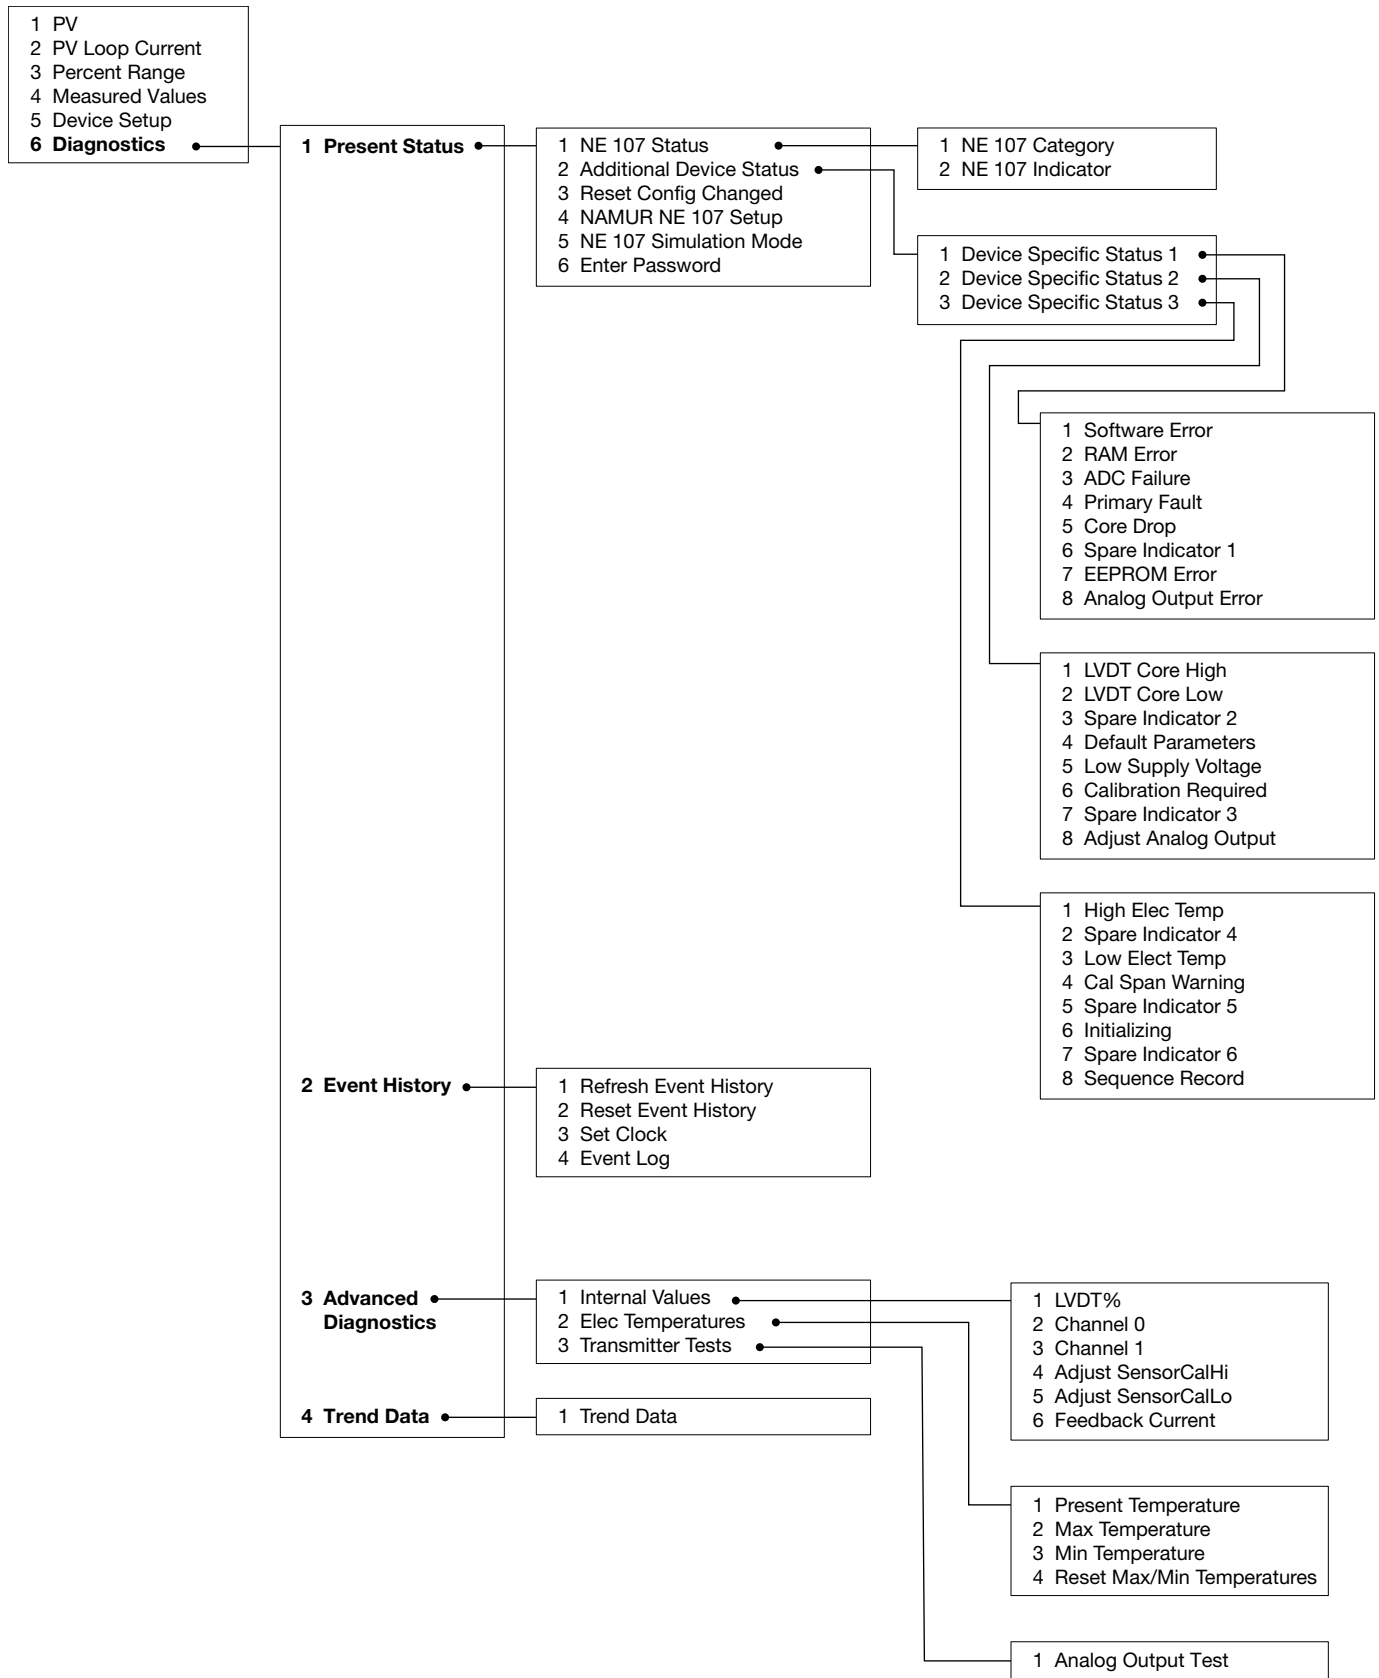 1 PV
2 PV Loop Current
3 Percent Range
4 Measured Values
5 Device Setup
6 Diagnostics
1 Present Status
1 NE 107 Status
2 Additional Device Status
3 Reset Config Changed
4 NAMUR NE 107 Setup
5 NE 107 Simulation Mode
6 Enter Password
1 NE 107 Category
2 NE 107 Indicator
1 Device Specific Status 1
2 Device Specific Status 2
3 Device Specific Status 3
1 Software Error
2 RAM Error
3 ADC Failure
4 Primary Fault
5 Core Drop
6 Spare Indicator 1
7 EEPROM Error
8 Analog Output Error
1 LVDT Core High
2 LVDT Core Low
3 Spare Indicator 2
4 Default Parameters
5 Low Supply Voltage
6 Calibration Required
7 Spare Indicator 3
8 Adjust Analog Output
1 High Elec Temp
2 Spare Indicator 4
3 Low Elect Temp
4 Cal Span Warning
5 Spare Indicator 5
6 Initializing
7 Spare Indicator 6
8 Sequence Record
2 Event History
1 Refresh Event History
2 Reset Event History
3 Set Clock
4 Event Log
3 Advanced
Diagnostics
1 Internal Values
2 Elec Temperatures
3 Transmitter Tests
1 LVDT%
2 Channel 0
3 Channel 1
4 Adjust SensorCalHi
5 Adjust SensorCalLo
6 Feedback Current
4 Trend Data
1 Trend Data
1 Present Temperature
2 Max Temperature
3 Min Temperature
4 Reset Max/Min Temperatures
1 Analog Output Test